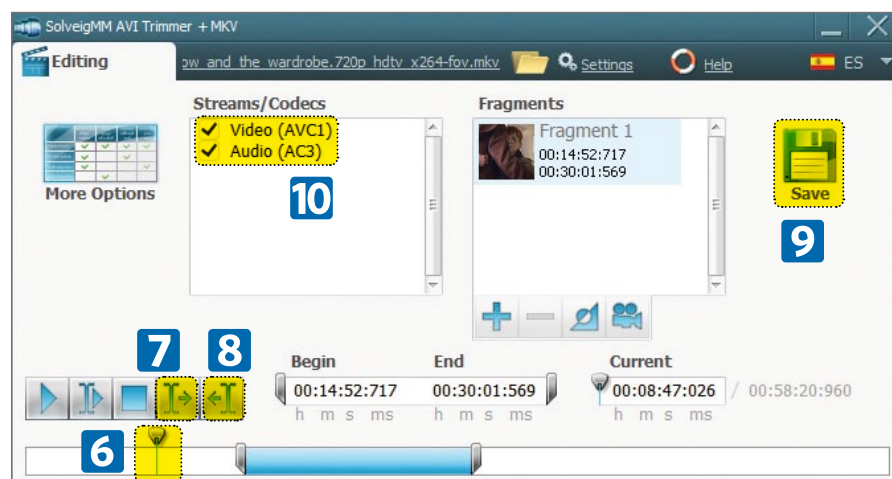 SolveigMM AVI Trimmer + MKV
Editing
ow_and_the_wardrobe.720p_hdtv_x264-fov.mkv
Settings
Help
ES
Streams/Codecs
Fragments
Video (AVC1)
Audio (AC3)
Fragment 1
00:14:52:717
00:30:01:569
More Options
Save
10
9
7
8
Begin
End
Current
00:14:52:717
00:30:01:569
00:08:47:026 / 00:58:20:960
h m s ms
h m s ms
h m s ms
6